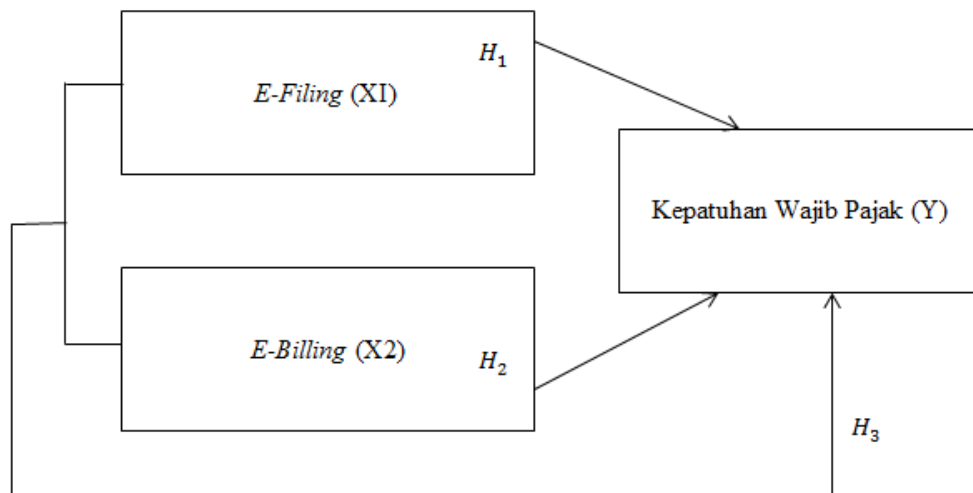 H₁
E-Filing (XI)
Kepatuhan Wajib Pajak (Y)
E-Billing (X2)
H₂
H₃